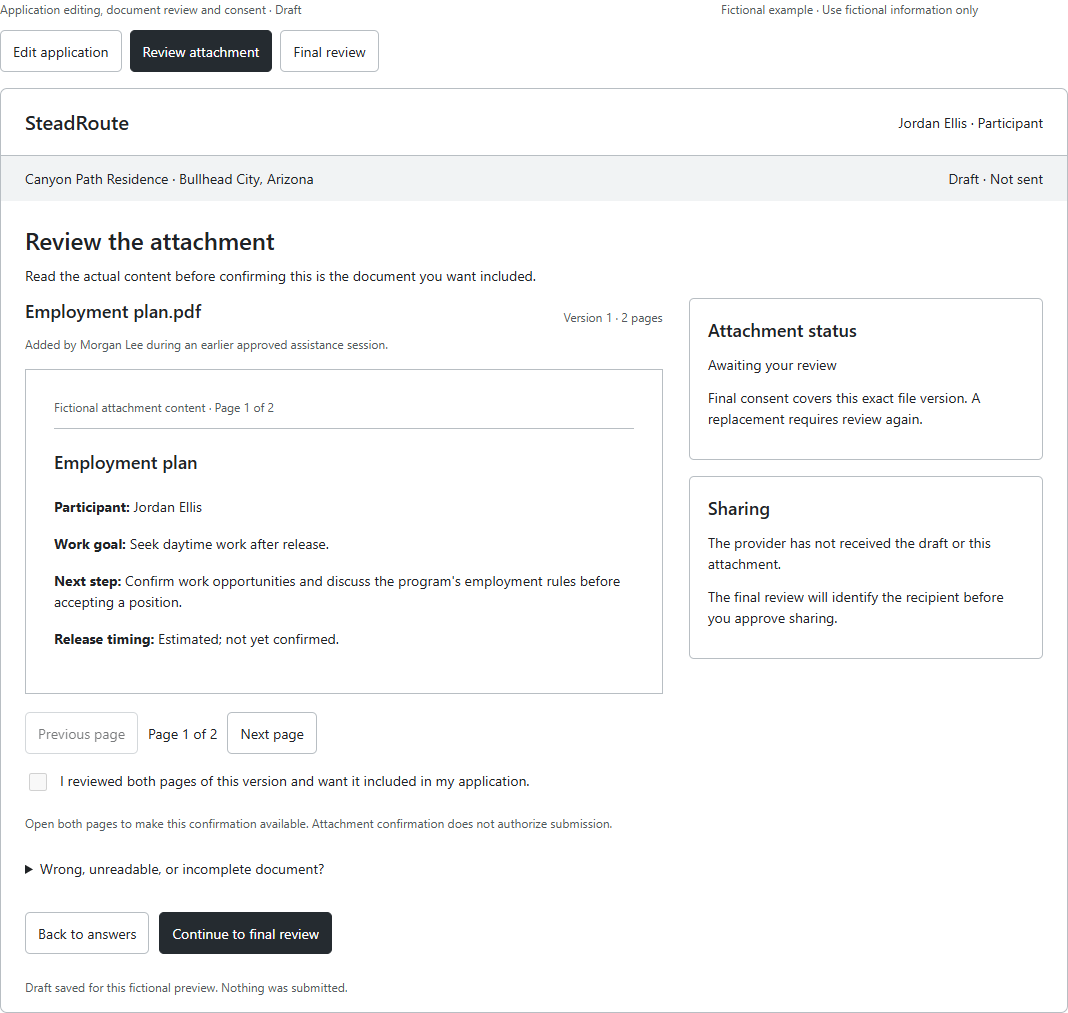 Application editing, document review and consent · Draft
Fictional example · Use fictional information only
Edit application
Review attachment
Final review
SteadRoute
Jordan Ellis · Participant
Canyon Path Residence · Bullhead City, Arizona
Draft · Not sent
Review the attachment
Read the actual content before confirming this is the document you want included.
Employment plan.pdf
Version 1 · 2 pages
Added by Morgan Lee during an earlier approved assistance session.
Fictional attachment content · Page 1 of 2
Employment plan
Participant: Jordan Ellis
Work goal: Seek daytime work after release.
Next step: Confirm work opportunities and discuss the program's employment rules before
accepting a position.
Release timing: Estimated; not yet confirmed.
Previous page
Page 1 of 2
Next page
I reviewed both pages of this version and want it included in my application.
Open both pages to make this confirmation available. Attachment confirmation does not authorize submission.
Wrong, unreadable, or incomplete document?
Back to answers
Continue to final review
Draft saved for this fictional preview. Nothing was submitted.
Attachment status
Awaiting your review
Final consent covers this exact file version. A
replacement requires review again.
Sharing
The provider has not received the draft or this
attachment.
The final review will identify the recipient before
you approve sharing.